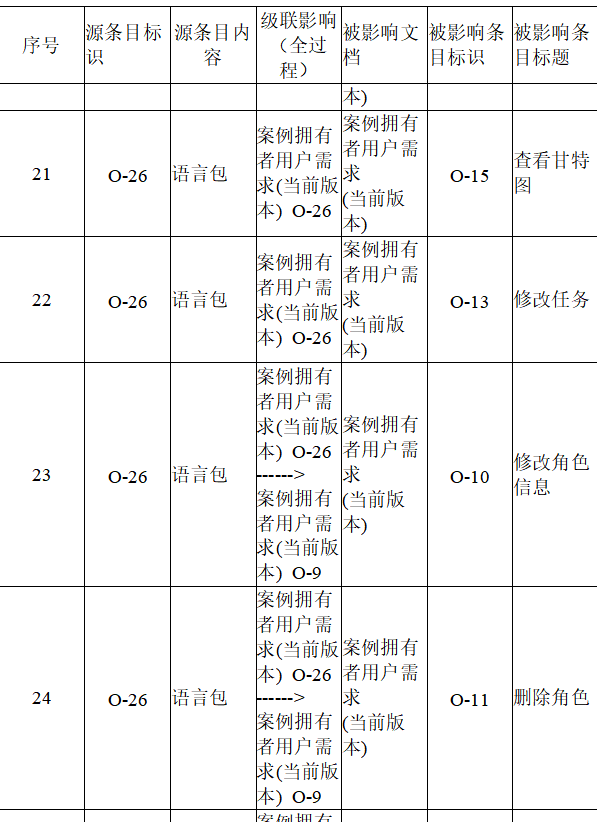 序号
源条目标
识
源条目内
容
级联影响
（全过
程）
被影响文
档
被影响条
目标识
被影响条
目标题
本)
21
O-26
语言包
案例拥有
者用户需
求(当前版
本) O-26
案例拥有
者用户需
求
(当前版
本)
O-15
查看甘特
图
22
O-26
语言包
案例拥有
者用户需
求(当前版
本) O-26
案例拥有
者用户需
求
(当前版
本)
O-13
修改任务
23
O-26
语言包
案例拥有
者用户需
求(当前版
本) O-26
------>
案例拥有
者用户需
求(当前版
本) O-9
案例拥有
者用户需
求
(当前版
本)
O-10
修改角色
信息
24
O-26
语言包
案例拥有
者用户需
求(当前版
本) O-26
------>
案例拥有
者用户需
求(当前版
本) O-9
案例拥有
者用户需
求
(当前版
本)
O-11
删除角色
案例拥有